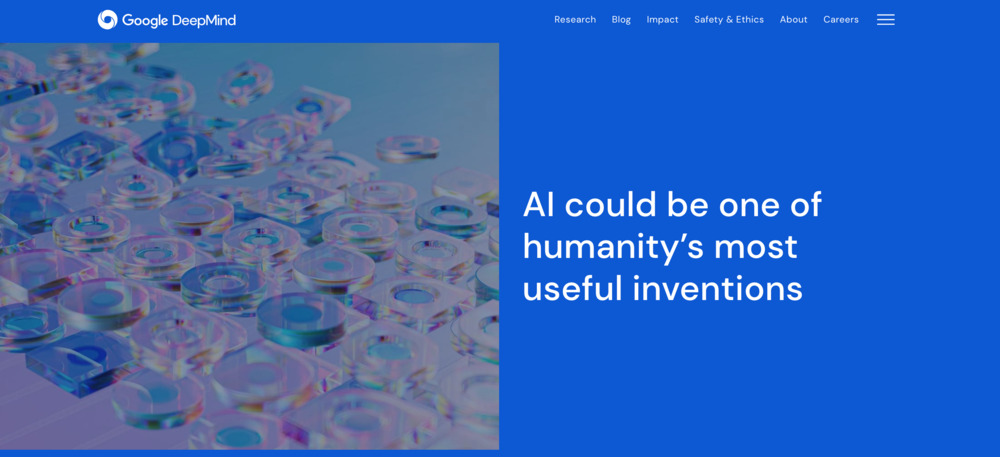 Google DeepMind
Research Blog Impact Safety & Ethics About Careers
AI could be one of
humanity’s most
useful inventions